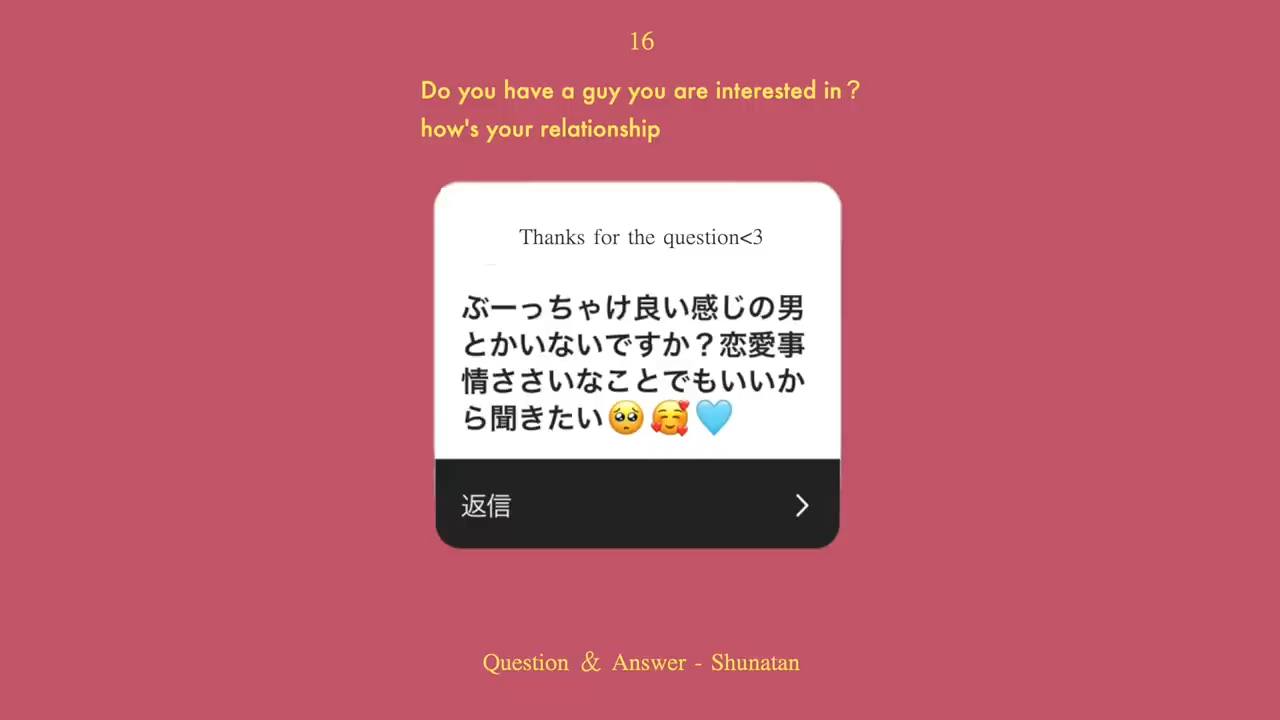 16
Do you have a guy you are interested in？
how's your relationship
Thanks for the question<3
ぶーっちゃけ良い感じの男
とかいないですか？恋愛事
情ささいなことでもいいか
ら聞きたい🥺🥰🩵
返信
Question & Answer - Shunatan